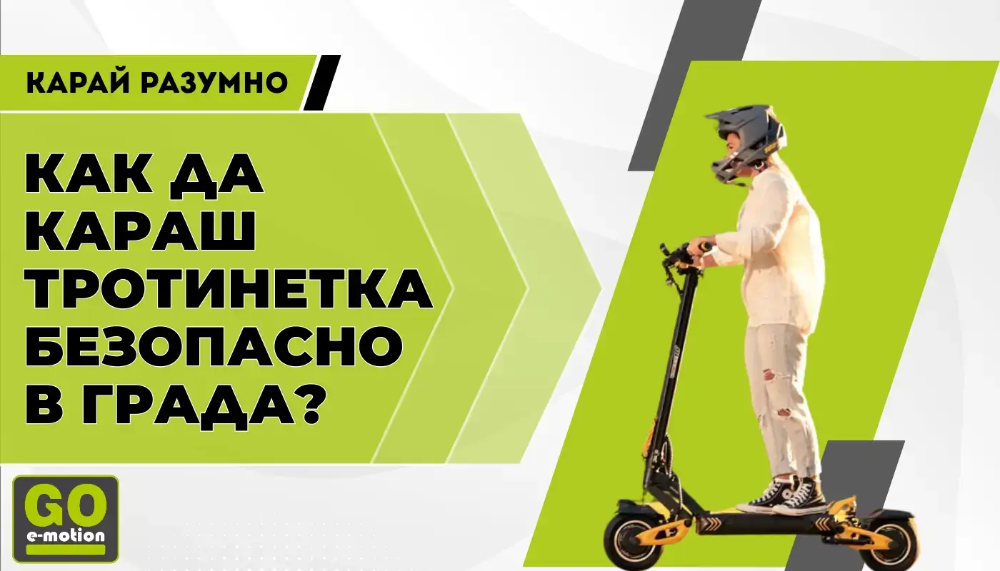 КАРАЙ РАЗУМНО
КАК ДА
КАРАШ
ТРОТИНЕТКА
БЕЗОПАСНО
В ГРАДА?
GO
e-motion